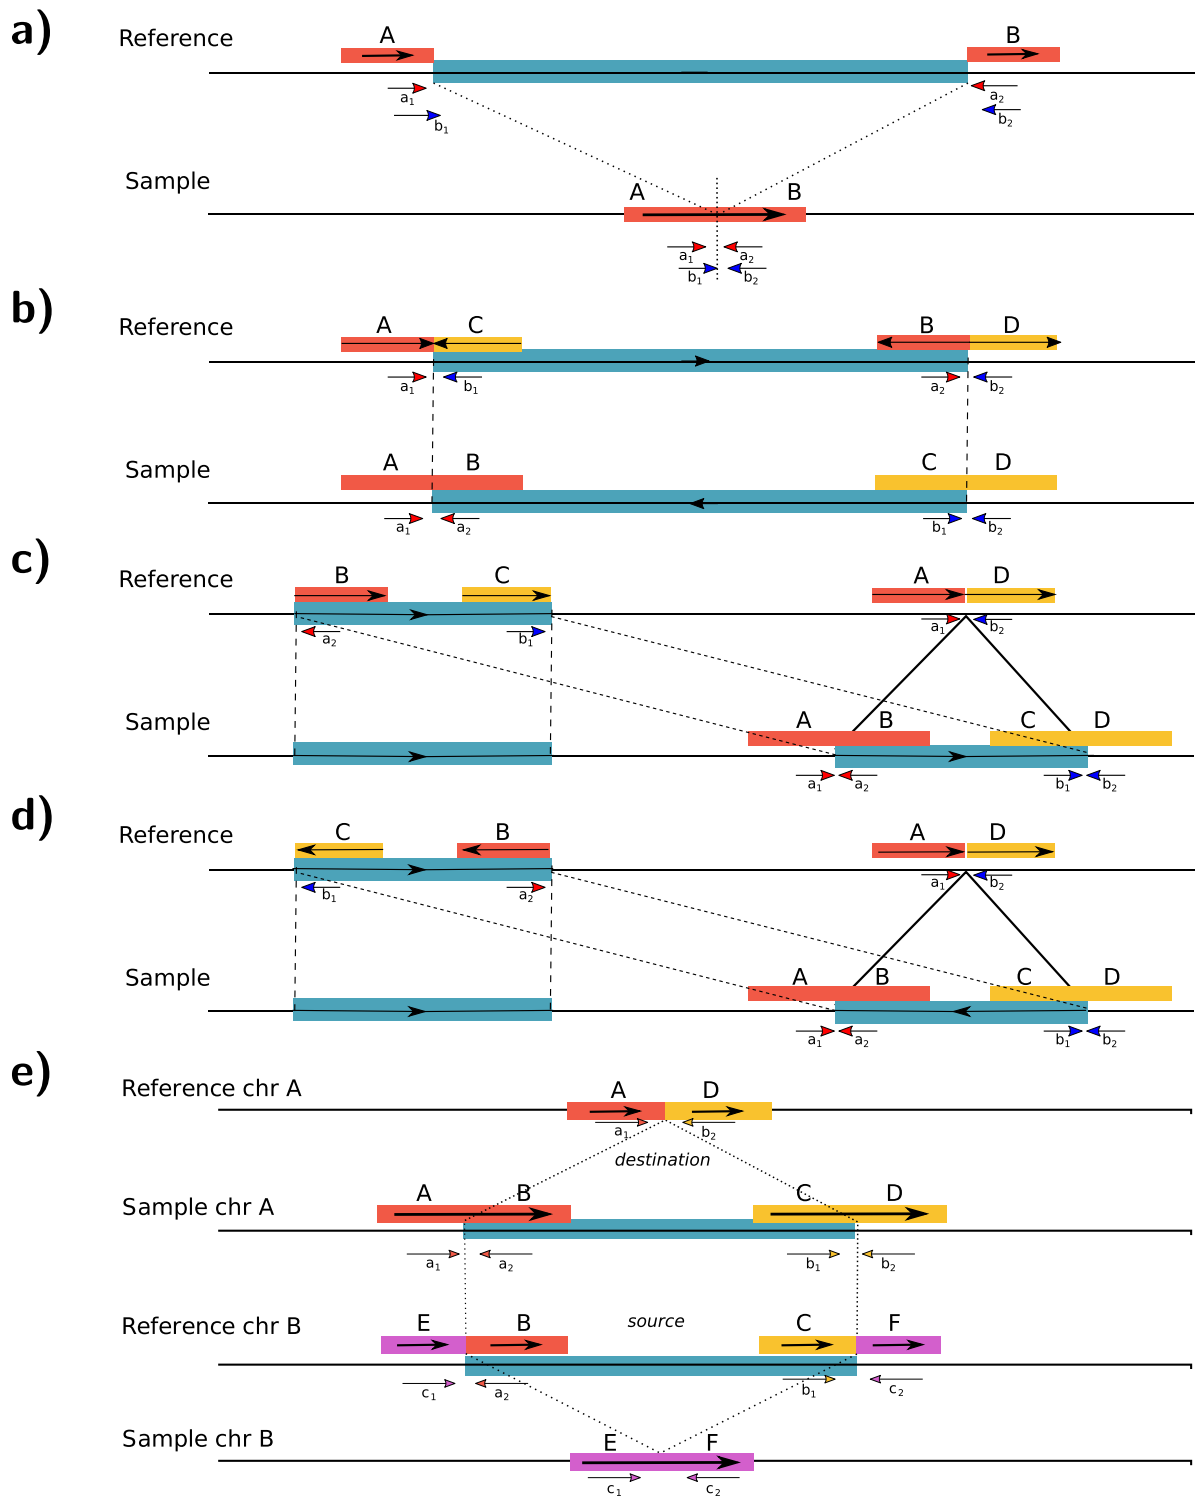 a)
Reference
A
B
a1
a2
b1
b2
Sample
A
B
a1
a2
b1
b2
b)
Reference
A
C
B
D
a1
b1
a2
b2
Sample
A
B
C
D
a1
a2
b1
b2
c)
Reference
B
C
A
D
a2
b1
a1
b2
Sample
A
B
C
D
a1
a2
b1
b2
d)
Reference
C
B
A
D
b1
a2
a1
b2
Sample
A
B
C
D
a1
a2
b1
b2
e)
Reference chr A
A
D
a1
b2
destination
Sample chr A
A
B
C
D
a1
a2
b1
b2
Reference chr B
E
B
source
C
F
c1
a2
b1
c2
Sample chr B
E
F
c1
c2